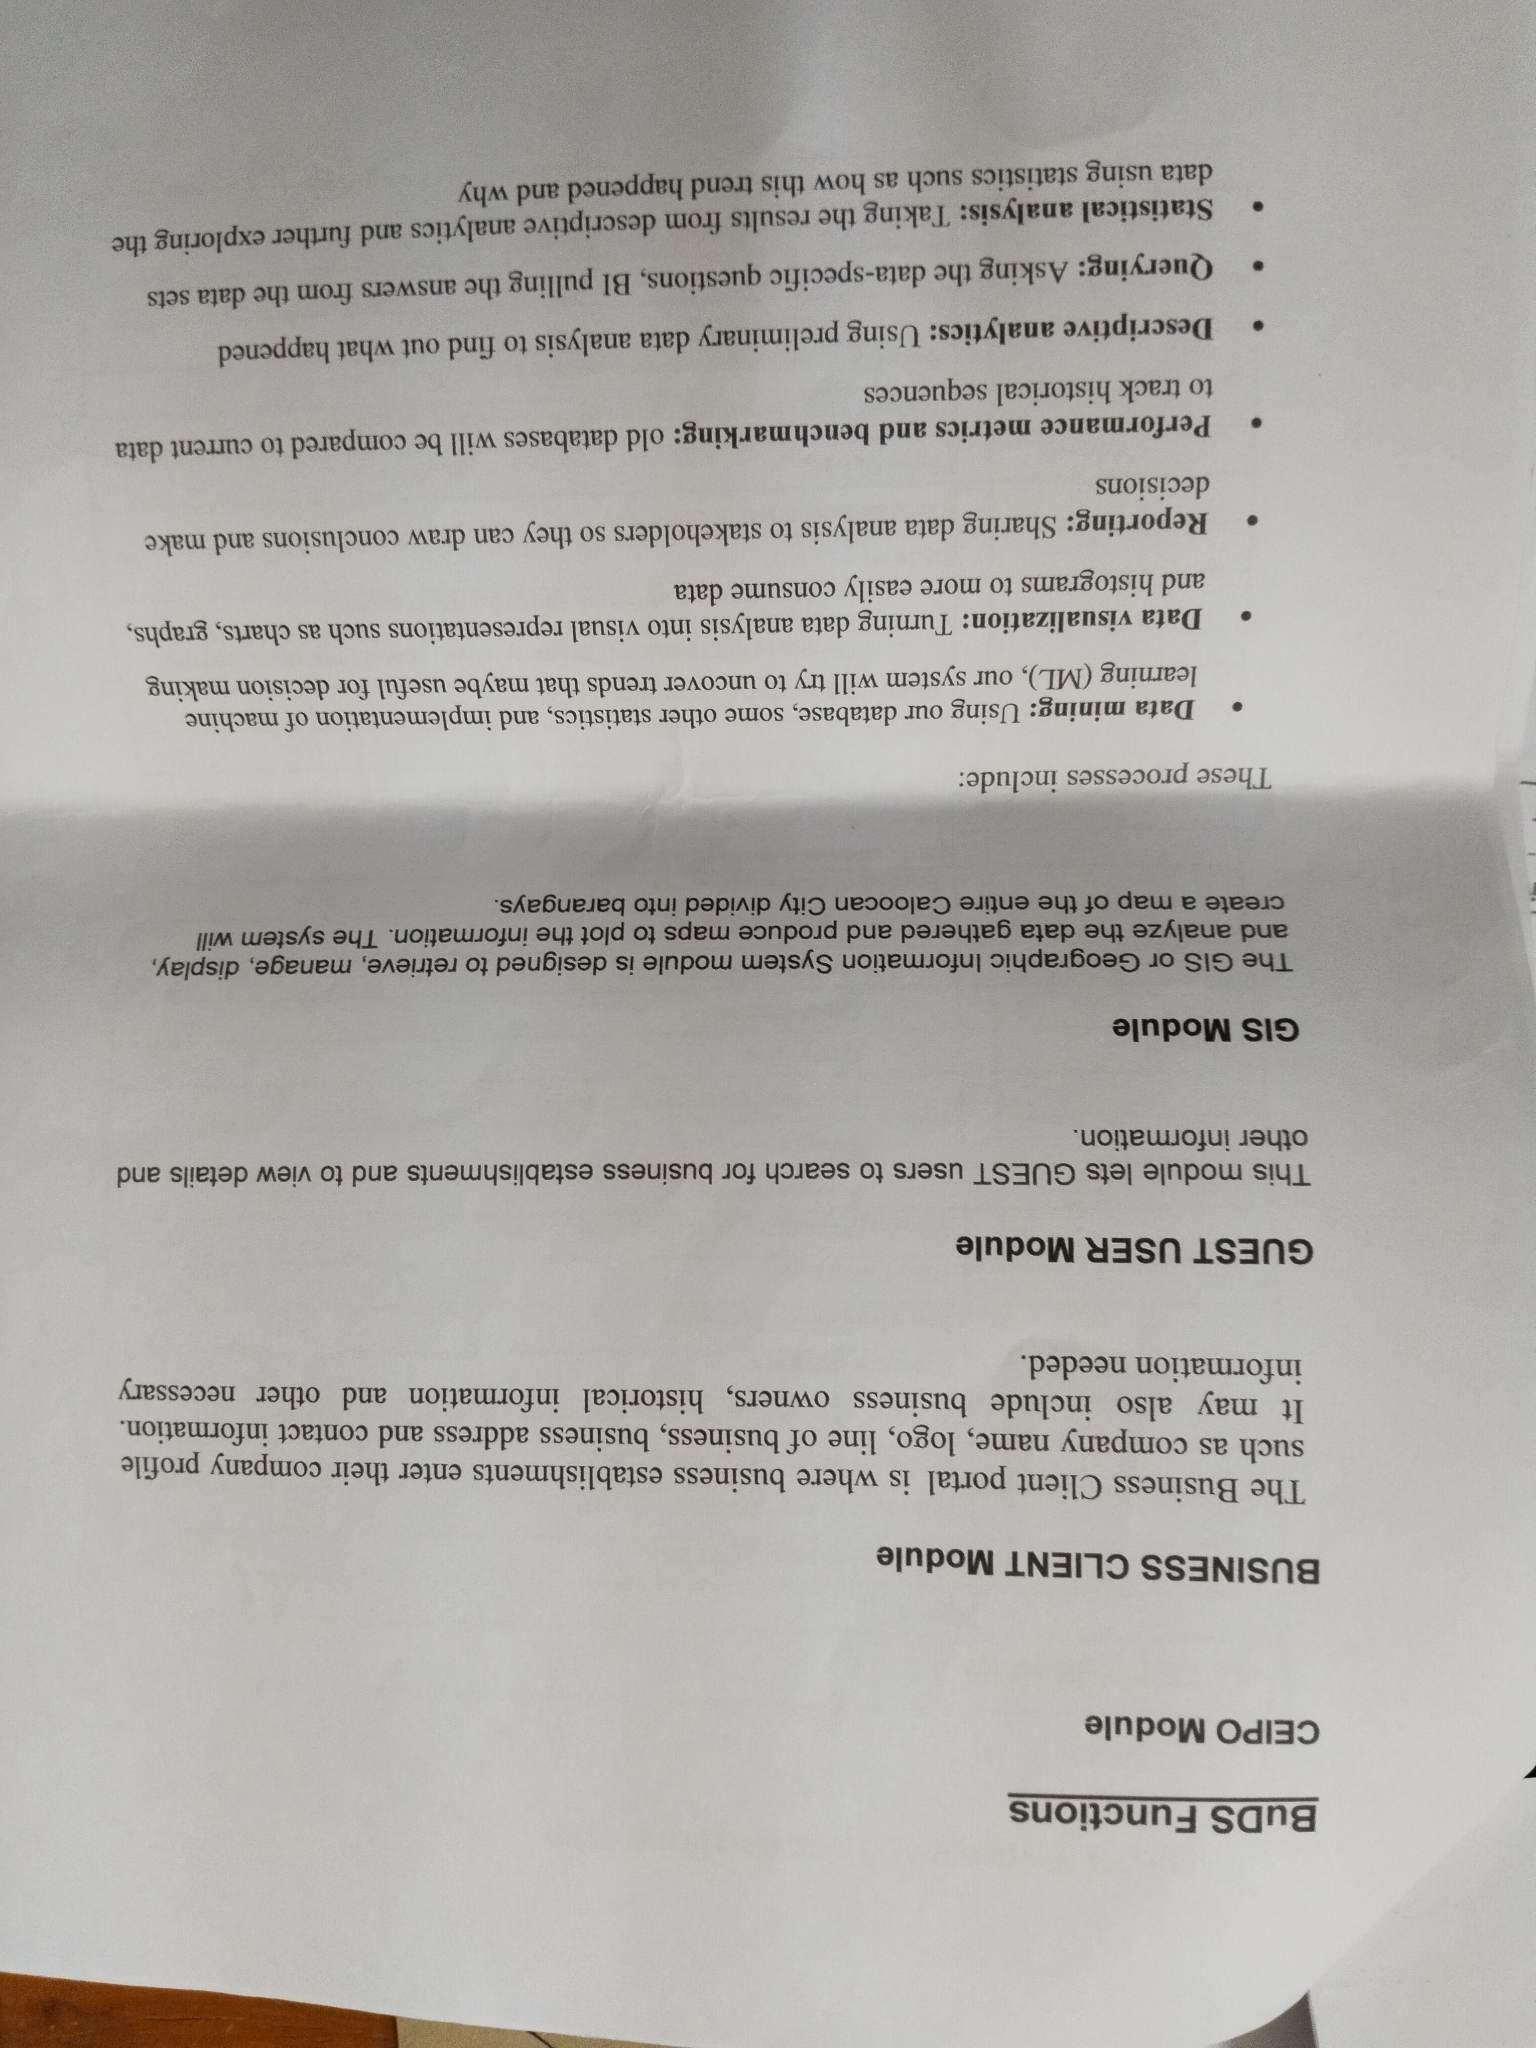 BuDS Functions
CEIPO Module
BUSINESS CLIENT Module
The Business Client portal is where business establishments enter their company profile
such as company name, logo, line of business, business address and contact information.
It may also include business owners, historical information and other necessary
information needed.
GUEST USER Module
This module lets GUEST users to search for business establishments and to view details and
other information.
GIS Module
The GIS or Geographic Information System module is designed to retrieve, manage, display,
and analyze the data gathered and produce maps to plot the information. The system will
create a map of the entire Caloocan City divided into barangays.
These processes include:
• Data mining: Using our database, some other statistics, and implementation of machine
learning (ML), our system will try to uncover trends that maybe useful for decision making
• Data visualization: Turning data analysis into visual representations such as charts, graphs,
and histograms to more easily consume data
• Reporting: Sharing data analysis to stakeholders so they can draw conclusions and make
decisions
• Performance metrics and benchmarking: old databases will be compared to current data
to track historical sequences
• Descriptive analytics: Using preliminary data analysis to find out what happened
• Querying: Asking the data-specific questions, BI pulling the answers from the data sets
• Statistical analysis: Taking the results from descriptive analytics and further exploring the
data using statistics such as how this trend happened and why